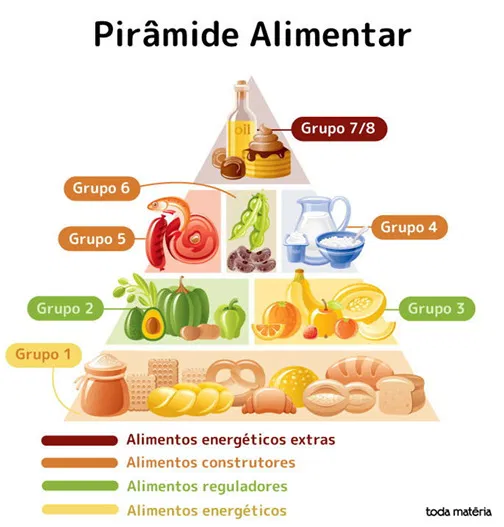 Pirâmide Alimentar
oil
Grupo 7/8
Grupo 6
Grupo 5
Grupo 4
Grupo 2
Grupo 3
Grupo 1
Alimentos energéticos extras
Alimentos construtores
Alimentos reguladores
Alimentos energéticos
toda matéria